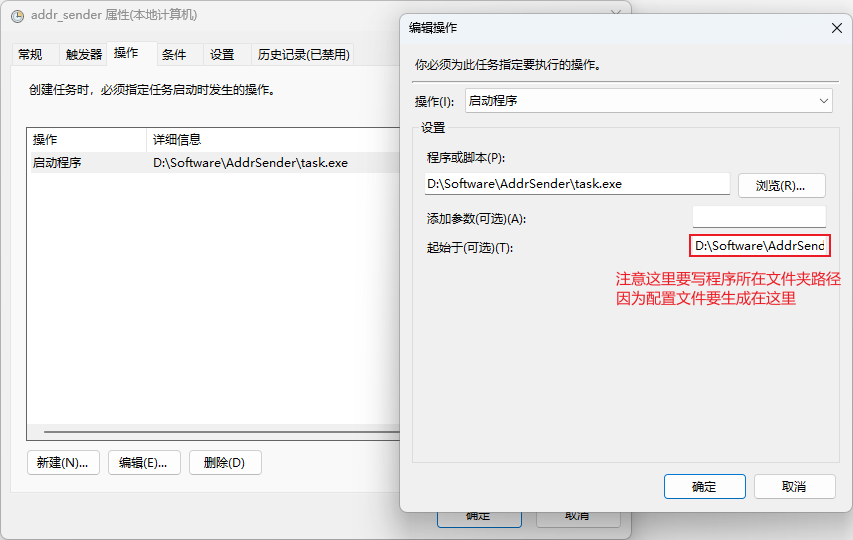 addr_sender 属性(本地计算机)
常规 触发器 操作 条件 设置 历史记录(已禁用)
创建任务时，必须指定任务启动时发生的操作。
操作 详细信息
启动程序 D:\Software\AddrSender\task.exe
新建(N)... 编辑(E)... 删除(D)
确定 取消
编辑操作
你必须为此任务指定要执行的操作。
操作(I): 启动程序
设置
程序或脚本(P):
D:\Software\AddrSender\task.exe 浏览(R)...
添加参数(可选)(A):
起始于(可选)(T): D:\Software\AddrSend
注意这里要写程序所在文件夹路径
因为配置文件要生成在这里
确定 取消